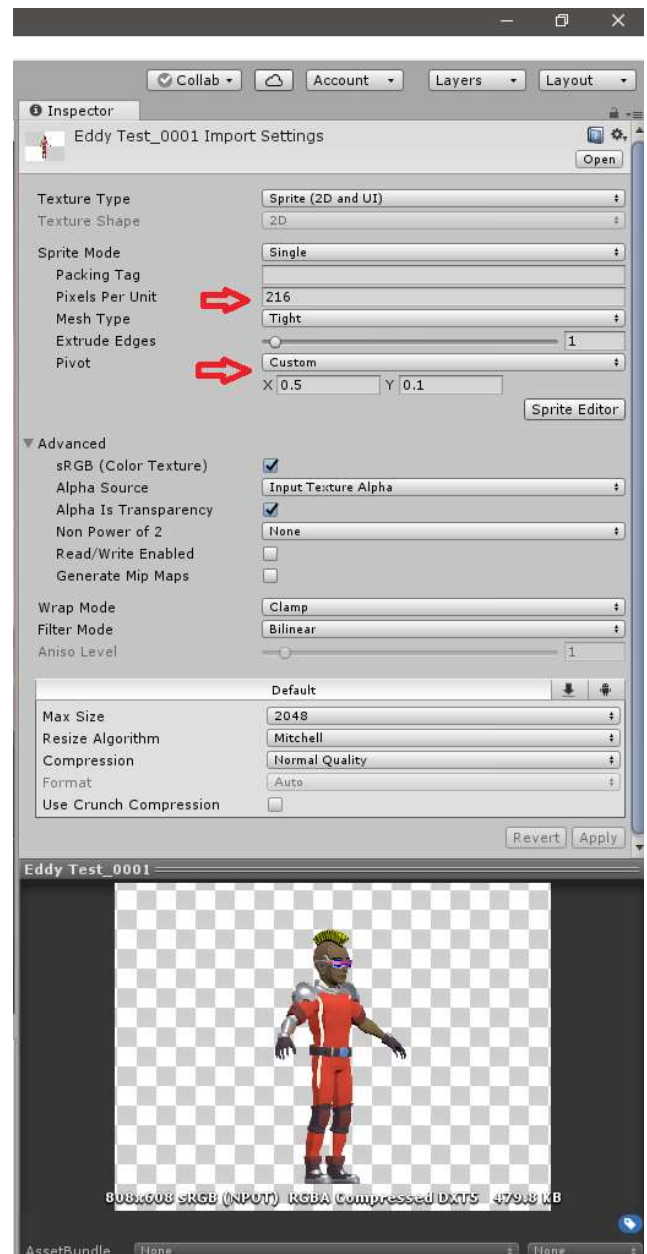 Collab Account Layers Layout
Inspector
Eddy Test_0001 Import Settings
Open
Texture Type Sprite (2D and UI)
Texture Shape 2D
Sprite Mode Single
Packing Tag
Pixels Per Unit 216
Mesh Type Tight
Extrude Edges 1
Pivot Custom
X 0.5 Y 0.1
Sprite Editor
Advanced
sRGB (Color Texture)
Alpha Source Input Texture Alpha
Alpha Is Transparency
Non Power of 2 None
Read/Write Enabled
Generate Mip Maps
Wrap Mode Clamp
Filter Mode Bilinear
Aniso Level 1
Default
Max Size 2048
Resize Algorithm Mitchell
Compression Normal Quality
Format Auto
Use Crunch Compression
Revert Apply
Eddy Test_0001
808x608 sRGB (NPOT) RGBA Compressed DXT5 479.8 KB
AssetBundle None None